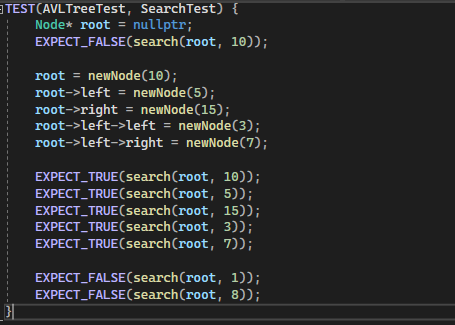 TEST(AVLTreeTest, SearchTest) {
Node* root = nullptr;
EXPECT_FALSE(search(root, 10));
root = newNode(10);
root->left = newNode(5);
root->right = newNode(15);
root->left->left = newNode(3);
root->left->right = newNode(7);
EXPECT_TRUE(search(root, 10));
EXPECT_TRUE(search(root, 5));
EXPECT_TRUE(search(root, 15));
EXPECT_TRUE(search(root, 3));
EXPECT_TRUE(search(root, 7));
EXPECT_FALSE(search(root, 1));
EXPECT_FALSE(search(root, 8));
}